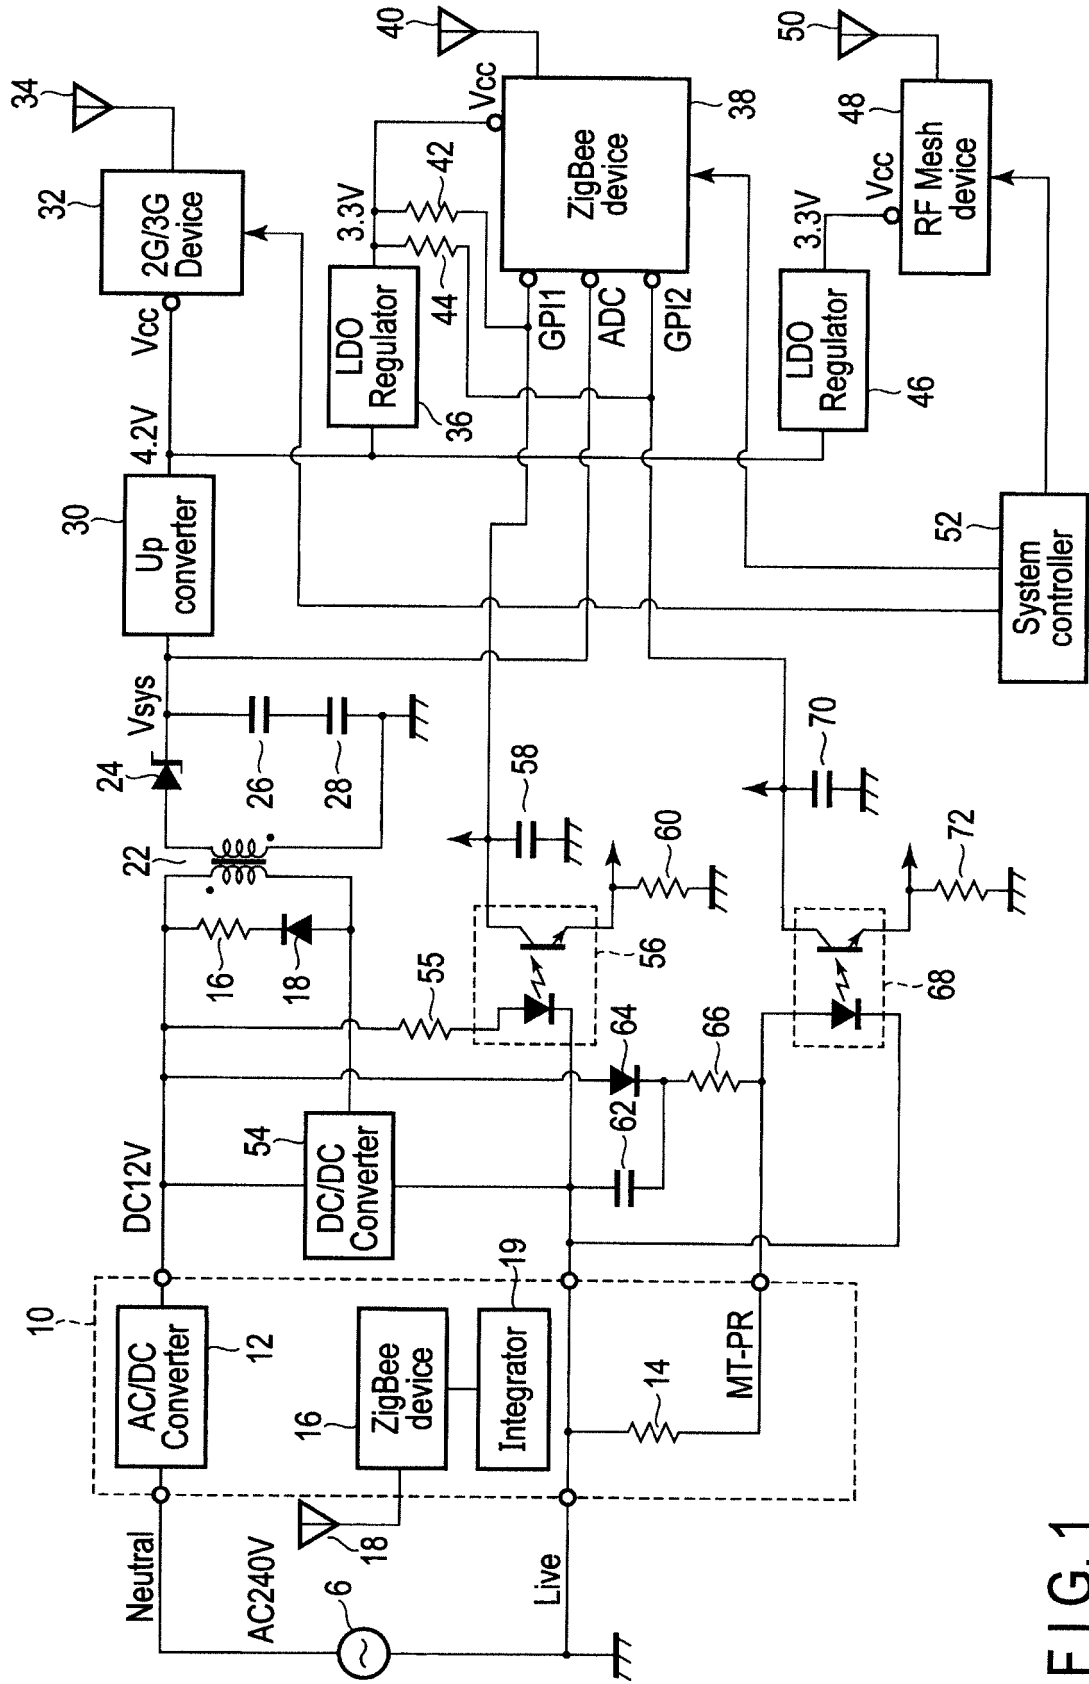 10
DC12V
22
24
Vsys
30
4.2V
Vcc
32
34
Neutral
AC/DC
Converter
12
54
DC/DC
Converter
16
18
26
28
Up
converter
2G/3G
Device
AC240V
6
18
16
ZigBee
device
19
Integrator
55
LDO
Regulator
36
3.3V
44
42
Vcc
40
Live
62
64
56
58
60
GPI1
ADC
GPI2
ZigBee
device
38
14
MT-PR
66
68
70
72
LDO
Regulator
46
3.3V
Vcc
48
50
RF Mesh
device
52
System
controller
FIG. 1